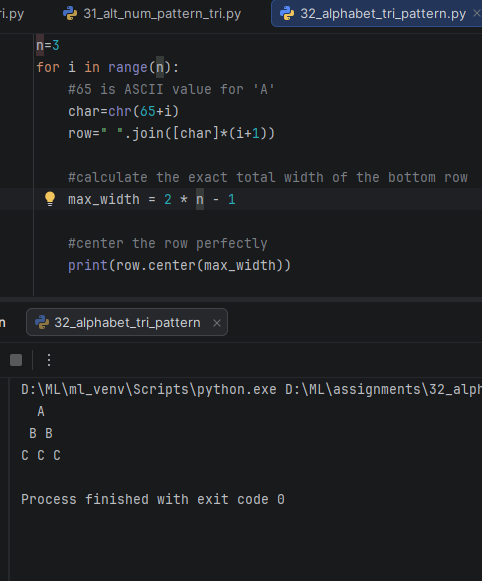 ri.py 31_alt_num_pattern_tri.py 32_alphabet_tri_pattern.py
n=3
for i in range(n):
    #65 is ASCII value for 'A'
    char=chr(65+i)
    row=" ".join([char]*(i+1))
    #calculate the exact total width of the bottom row
    max_width = 2 * n - 1
    #center the row perfectly
    print(row.center(max_width))
n 32_alphabet_tri_pattern
D:\ML\ml_venv\Scripts\python.exe D:\ML\assignments\32_alph
  A
 B B
C C C
Process finished with exit code 0